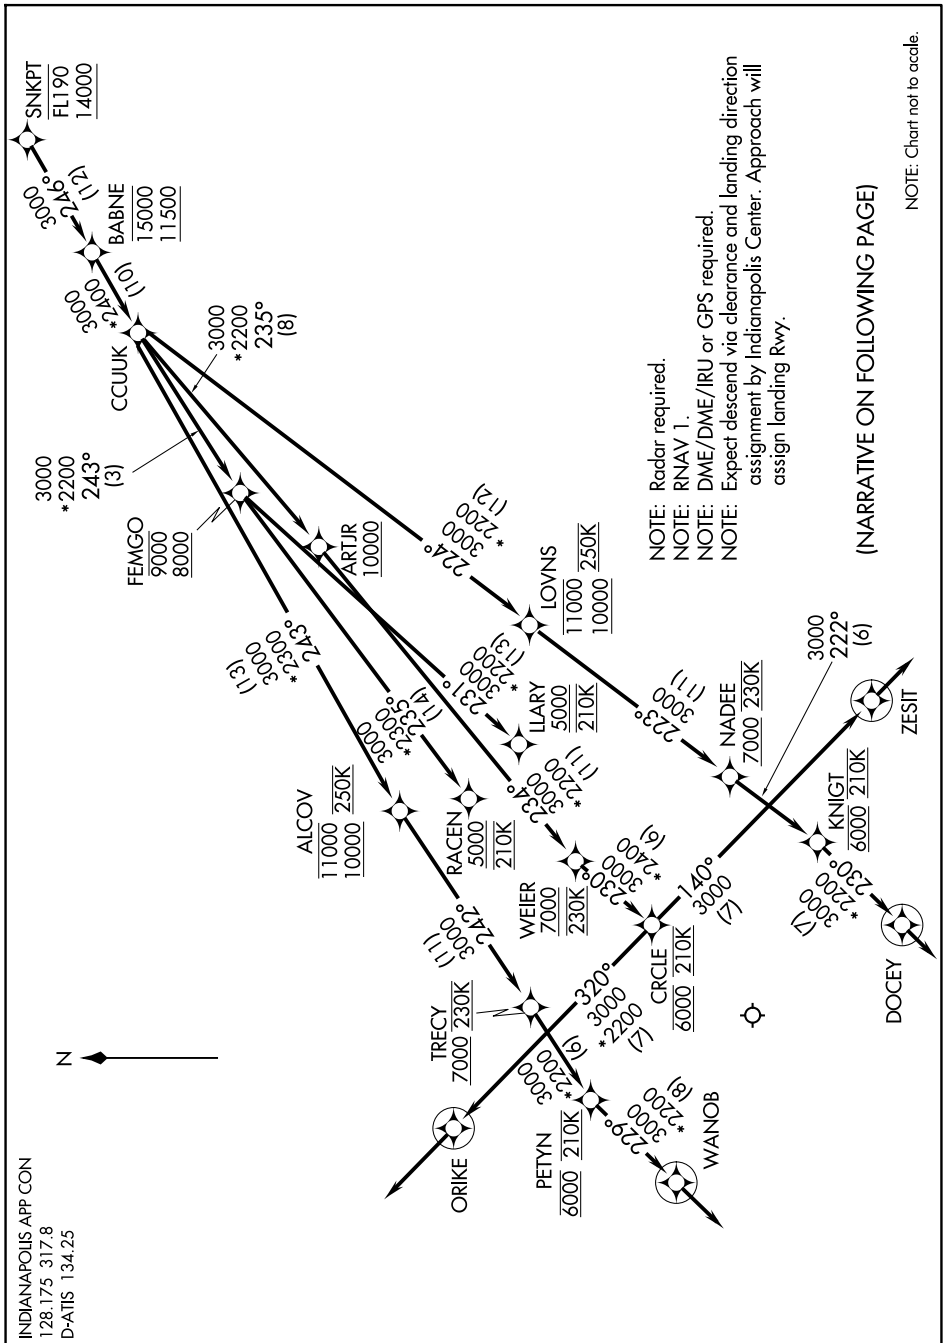 INDIANAPOLIS APP CON
128.175 317.8
D-ATIS 134.25
N
SNKPT
FL190
14000
3000
246°
(12)
BABNE
15000
11500
3000
*2400
(10)
CCUUK
3000
*2200
235°
(8)
3000
*2200
243°
(3)
FEMGO
9000
8000
ARTJR
10000
224°
3000
*2200
(12)
(13)
3000
*2300
243°
LOVNS
11000 250K
10000
231°
3000
*2200
(13)
3000
*2300
235°
(14)
LLARY
5000
210K
223°
3000
(11)
NADEE
7000 230K
3000
222°
(6)
ZESIT
ALCOV
11000 250K
10000
RACEN
5000
210K
234°
3000
*2200
(11)
WEIER
7000
230K
230°
3000
*2400
(6)
140°
3000
(7)
KNIGT
6000 210K
(7)
3000
*2200
230°
DOCEY
(11)
3000
242°
TRECY
7000 230K
CRCLE
6000 210K
320°
3000
*2200
(7)
3000
*2200
(6)
ORIKE
PETYN
6000 210K
229°
3000
*2200
(8)
WANOB
NOTE: Radar required.
NOTE: RNAV 1.
NOTE: DME/DME/IRU or GPS required.
NOTE: Expect descend via clearance and landing direction
assignment by Indianapolis Center. Approach will
assign landing Rwy.
(NARRATIVE ON FOLLOWING PAGE)
NOTE: Chart not to acale.